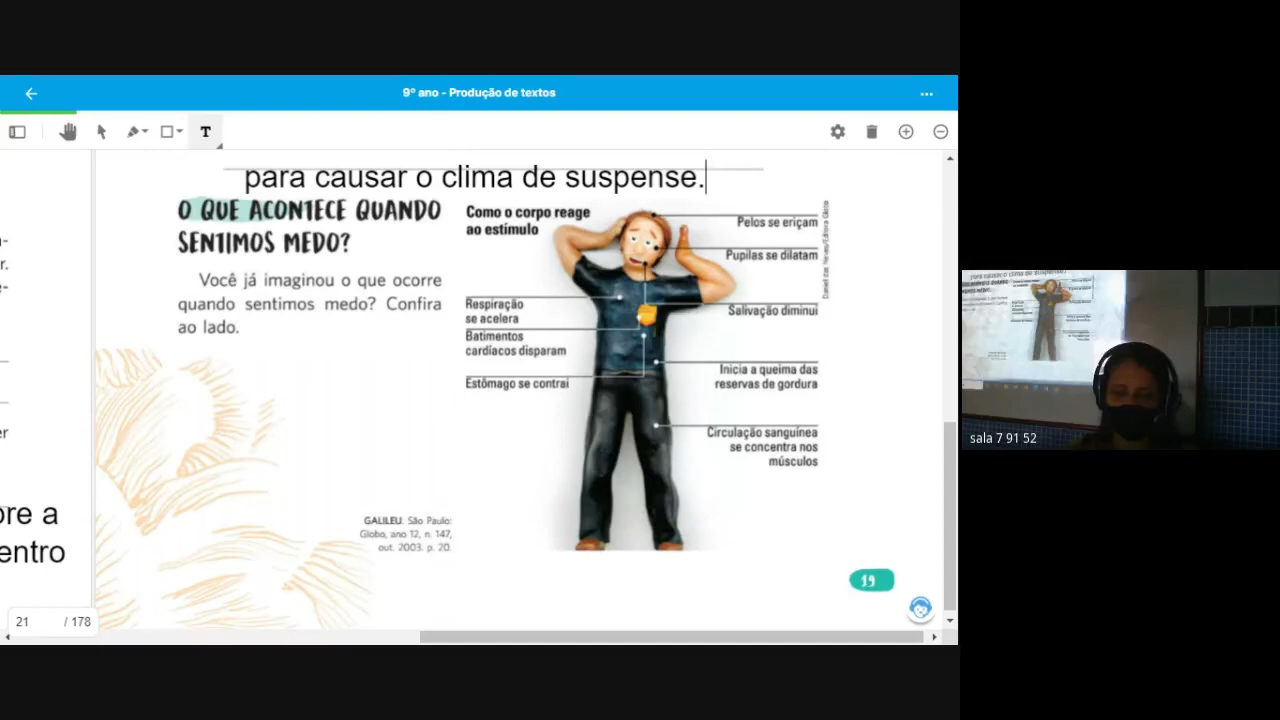 9º ano - Produção de textos
T
para causar o clima de suspense.
O QUE ACONTECE QUANDO
SENTIMOS MEDO?
Você já imaginou o que ocorre
quando sentimos medo? Confira
ao lado.
Como o corpo reage
ao estímulo
Pelos se eriçam
Pupilas se dilatam
Respiração
se acelera
Salivação diminui
Batimentos
cardíacos disparam
Estômago se contrai
Inicia a queima das
reservas de gordura
Circulação sanguínea
se concentra nos
músculos
GALILEU. São Paulo:
Globo, ano 12, n. 147,
out. 2003. p. 20.
19
r.
er
ore a
entro
21 / 178
sala 7 91 52